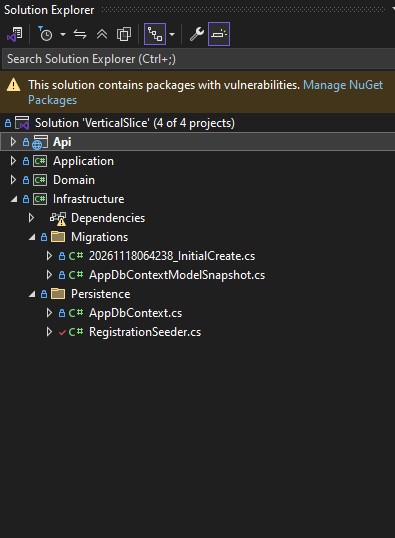 Solution Explorer
Search Solution Explorer (Ctrl+;)
This solution contains packages with vulnerabilities. Manage NuGet
Packages
Solution 'VerticalSlice' (4 of 4 projects)
Api
C# Application
C# Domain
C# Infrastructure
Dependencies
Migrations
C# 20261118064238_InitialCreate.cs
C# AppDbContextModelSnapshot.cs
Persistence
C# AppDbContext.cs
C# RegistrationSeeder.cs